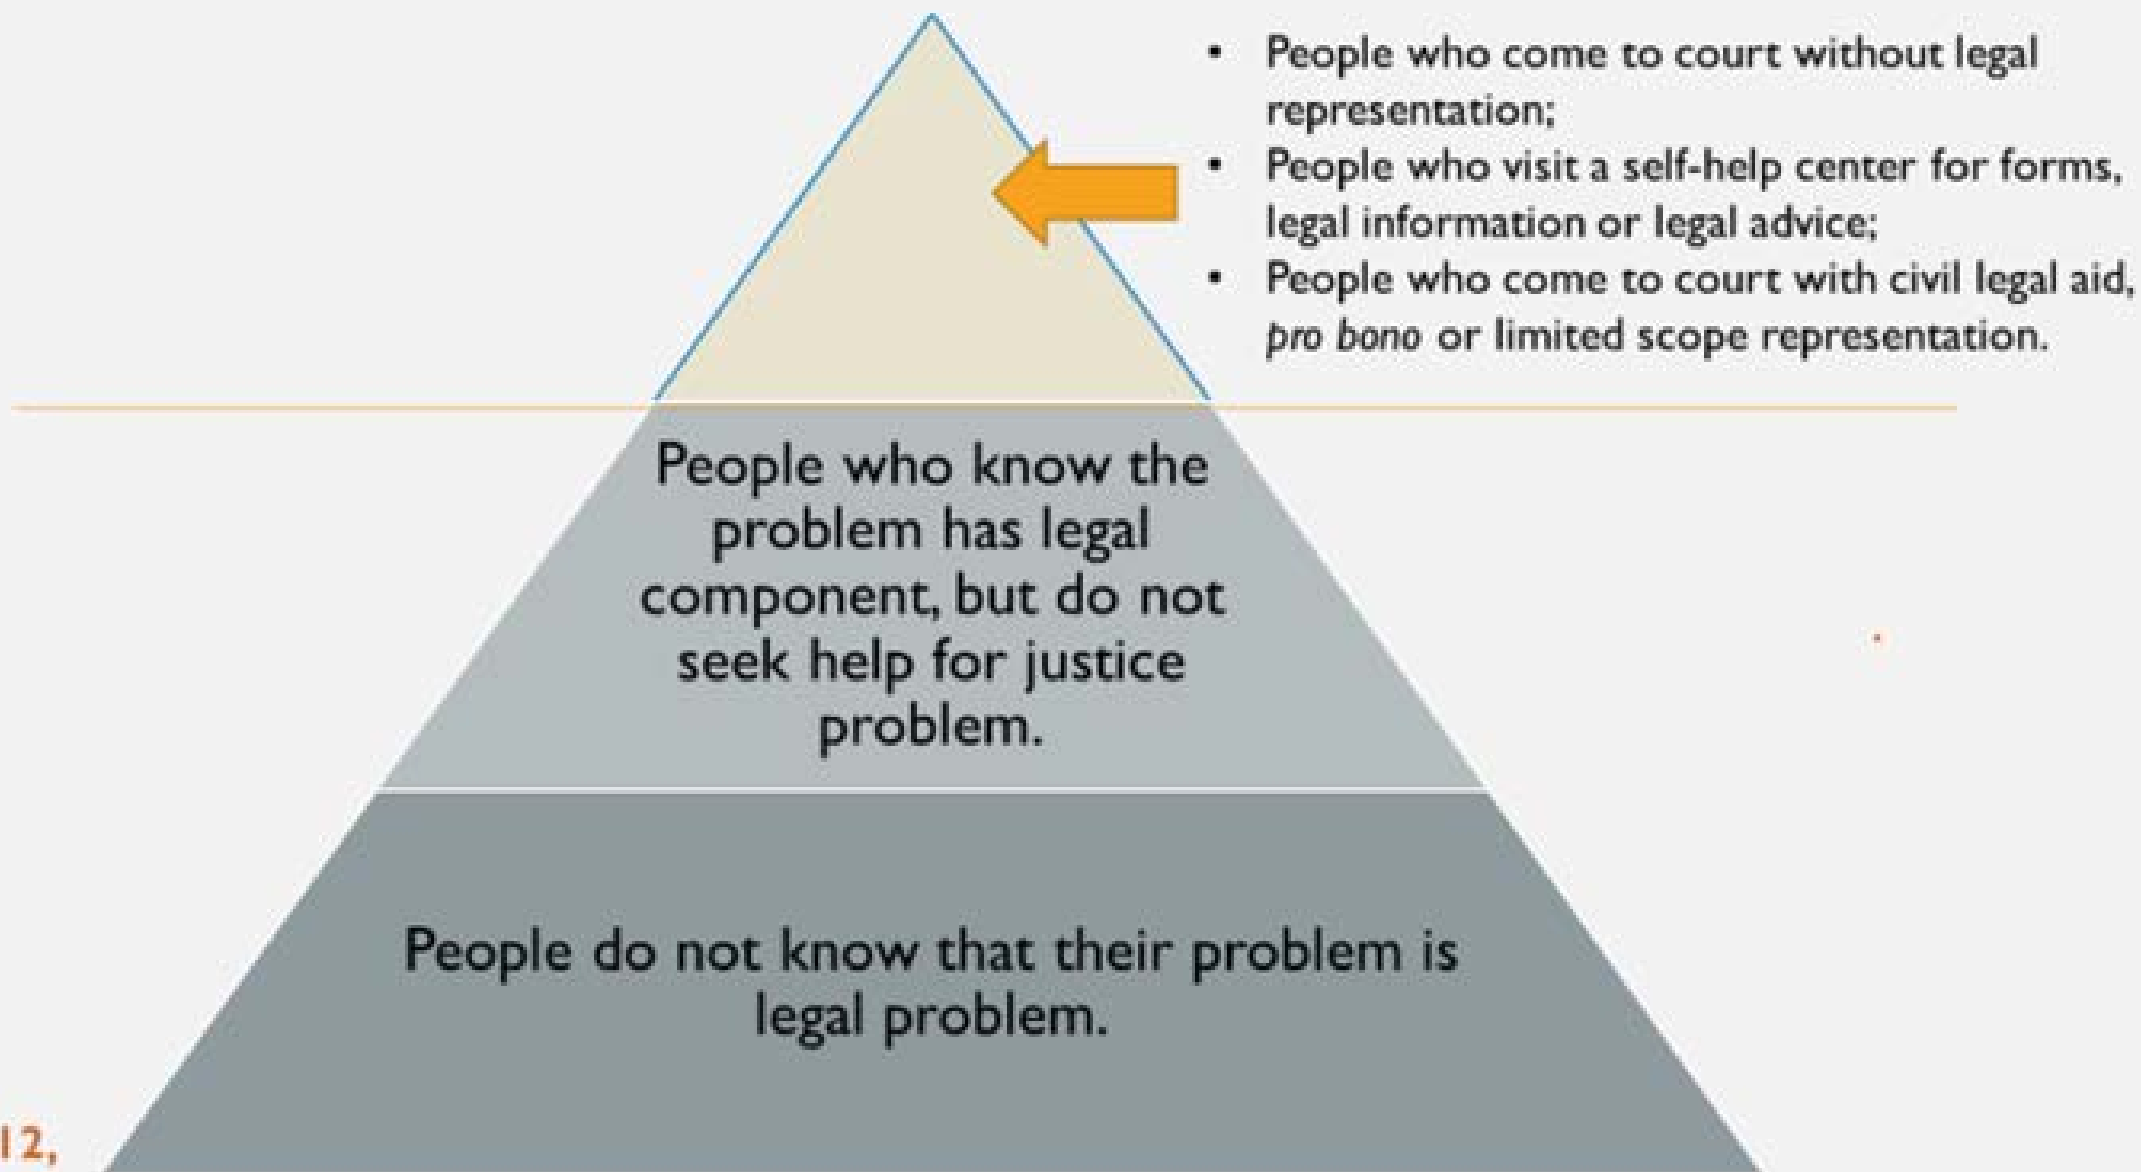 • People who come to court without legal
representation;
• People who visit a self-help center for forms,
legal information or legal advice;
• People who come to court with civil legal aid,
pro bono or limited scope representation.
People who know the
problem has legal
component, but do not
seek help for justice
problem.
People do not know that their problem is
legal problem.
12,